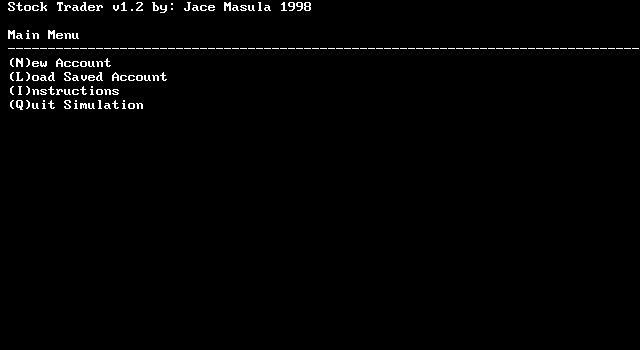 Stock Trader v1.2 by: Jace Masula 1998
Main Menu
(N)ew Account
(L)oad Saved Account
(I)nstructions
(Q)uit Simulation